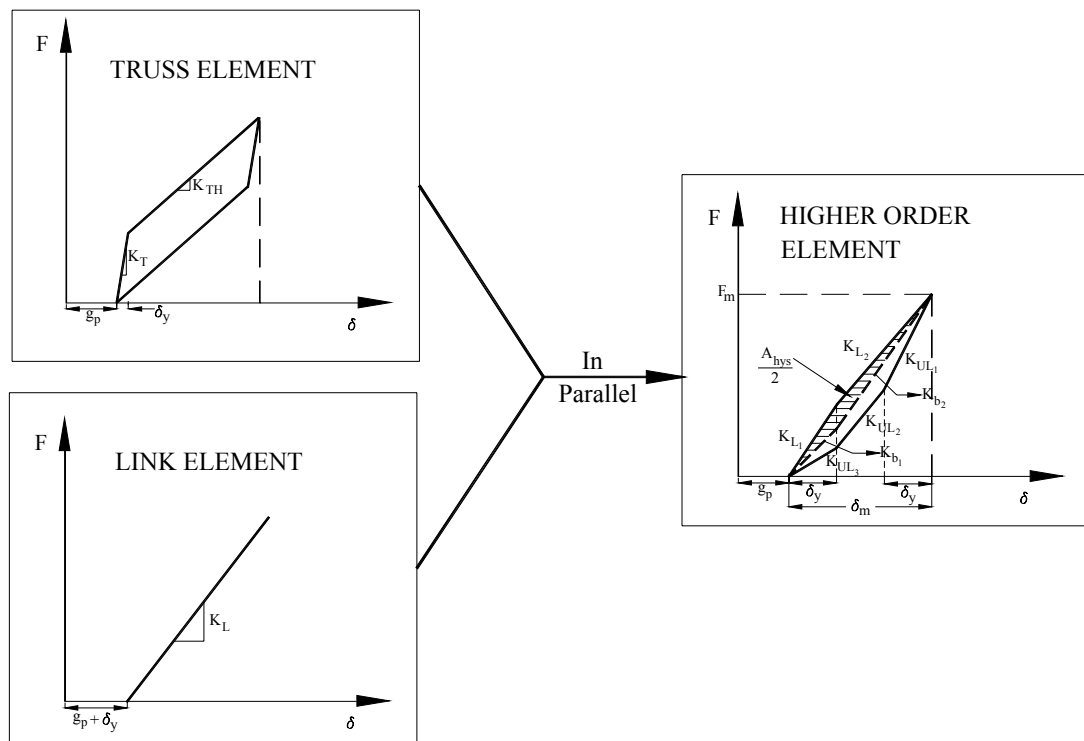 F
TRUSS ELEMENT
K_TH
K_T
g_p
δ_y
δ
F
LINK ELEMENT
K_L
g_p + δ_y
δ
In
Parallel
F
HIGHER ORDER
ELEMENT
F_m
K_L2
K_UL1
A_hys
2
K_b2
K_L1
K_UL2
K_b1
K_UL3
g_p
δ_y
δ_y
δ
δ_m